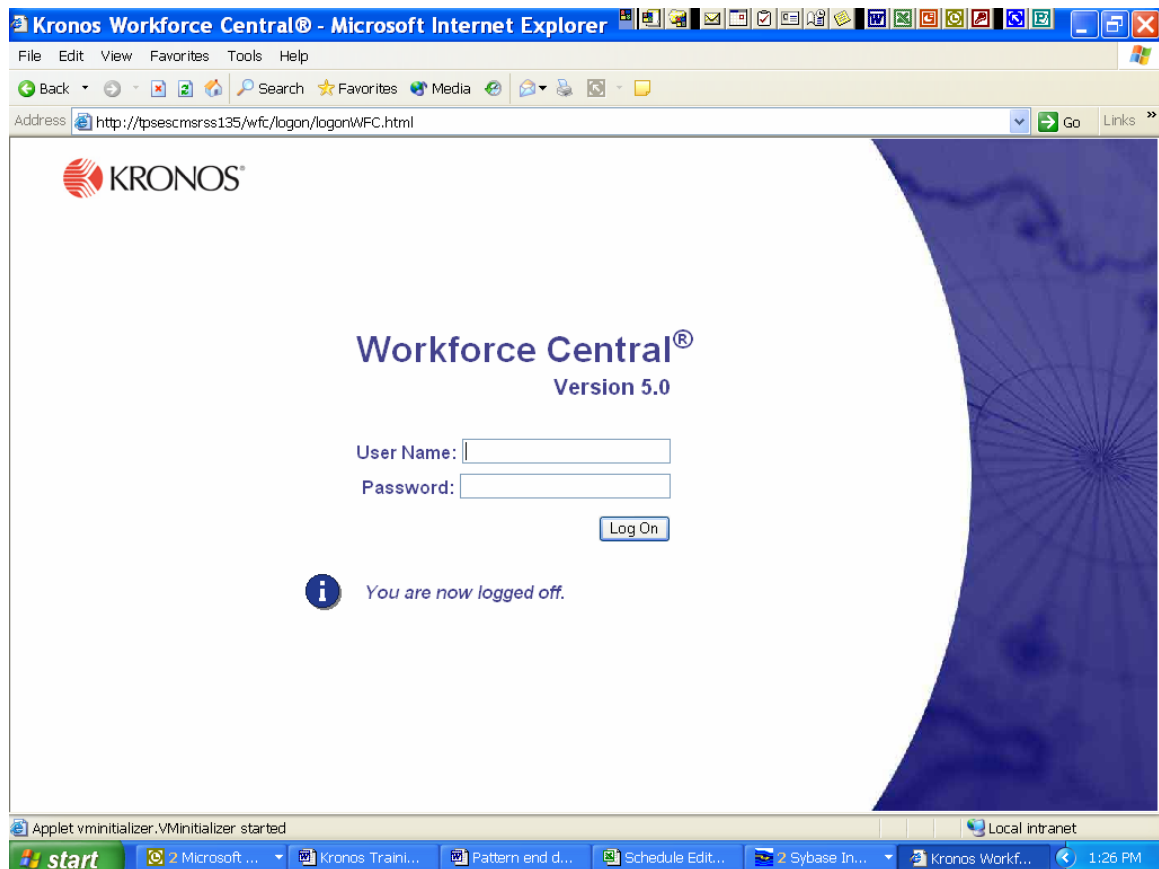 Kronos Workforce Central® - Microsoft Internet Explorer
File Edit View Favorites Tools Help
Back Search Favorites Media
Address http://tpsescmsrss135/wfc/logon/logonWFC.html Go Links »
KRONOS®
Workforce Central®
Version 5.0
User Name:
Password:
Log On
i You are now logged off.
Applet vminitializer.VMinitializer started Local intranet
start 2 Microsoft ... Kronos Traini... Pattern end d... Schedule Edit... 2 Sybase In... Kronos Workf... 1:26 PM